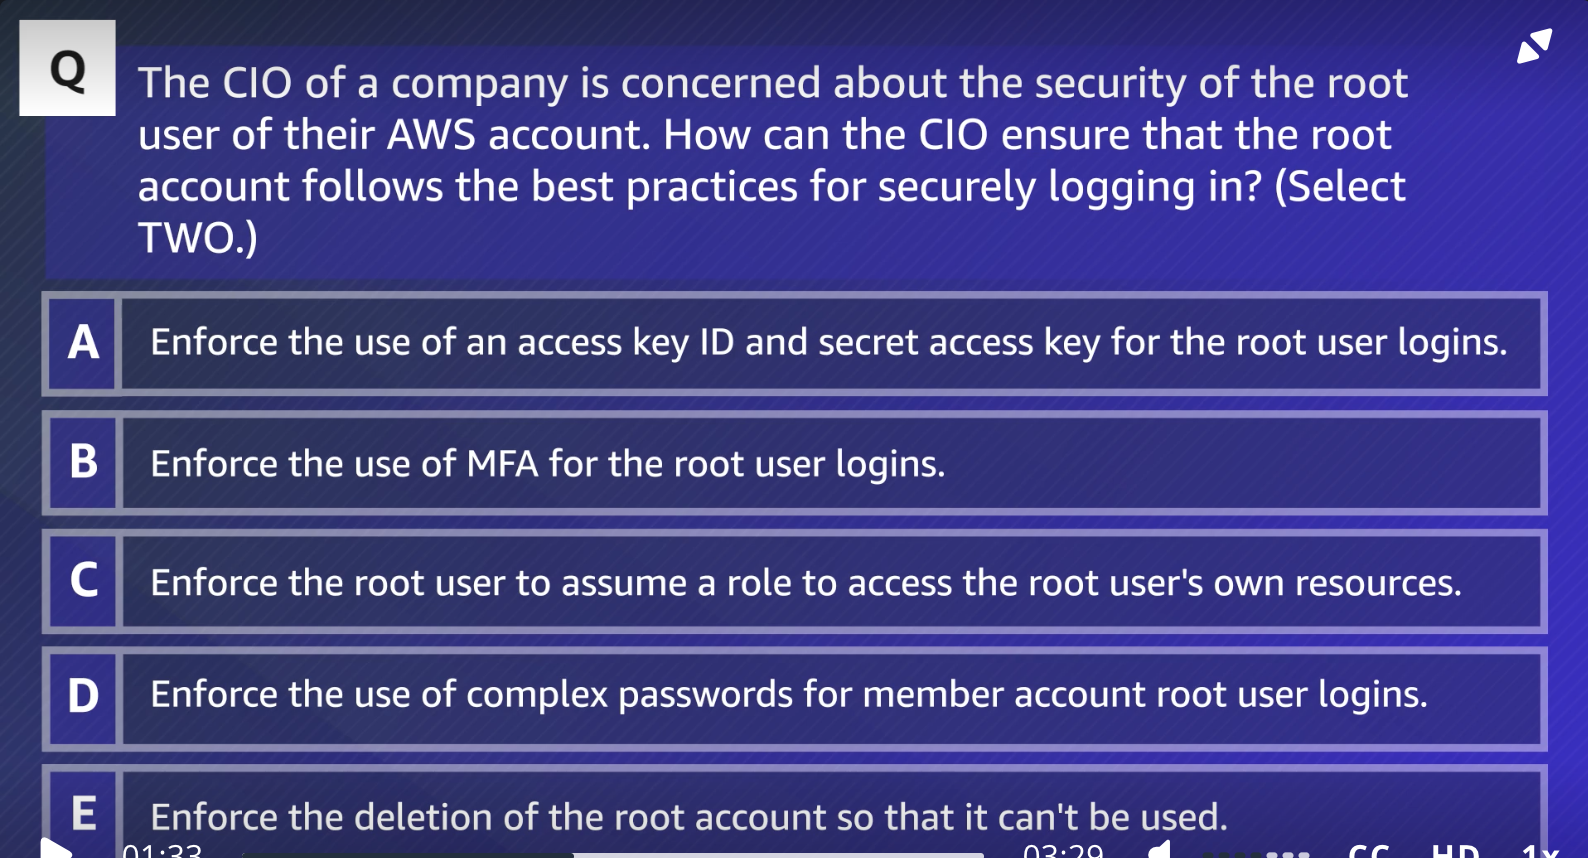 Q
The CIO of a company is concerned about the security of the root
user of their AWS account. How can the CIO ensure that the root
account follows the best practices for securely logging in? (Select
TWO.)
A
Enforce the use of an access key ID and secret access key for the root user logins.
B
Enforce the use of MFA for the root user logins.
C
Enforce the root user to assume a role to access the root user's own resources.
D
Enforce the use of complex passwords for member account root user logins.
E
Enforce the deletion of the root account so that it can't be used.
01:33
03:29
CC
HD
1x